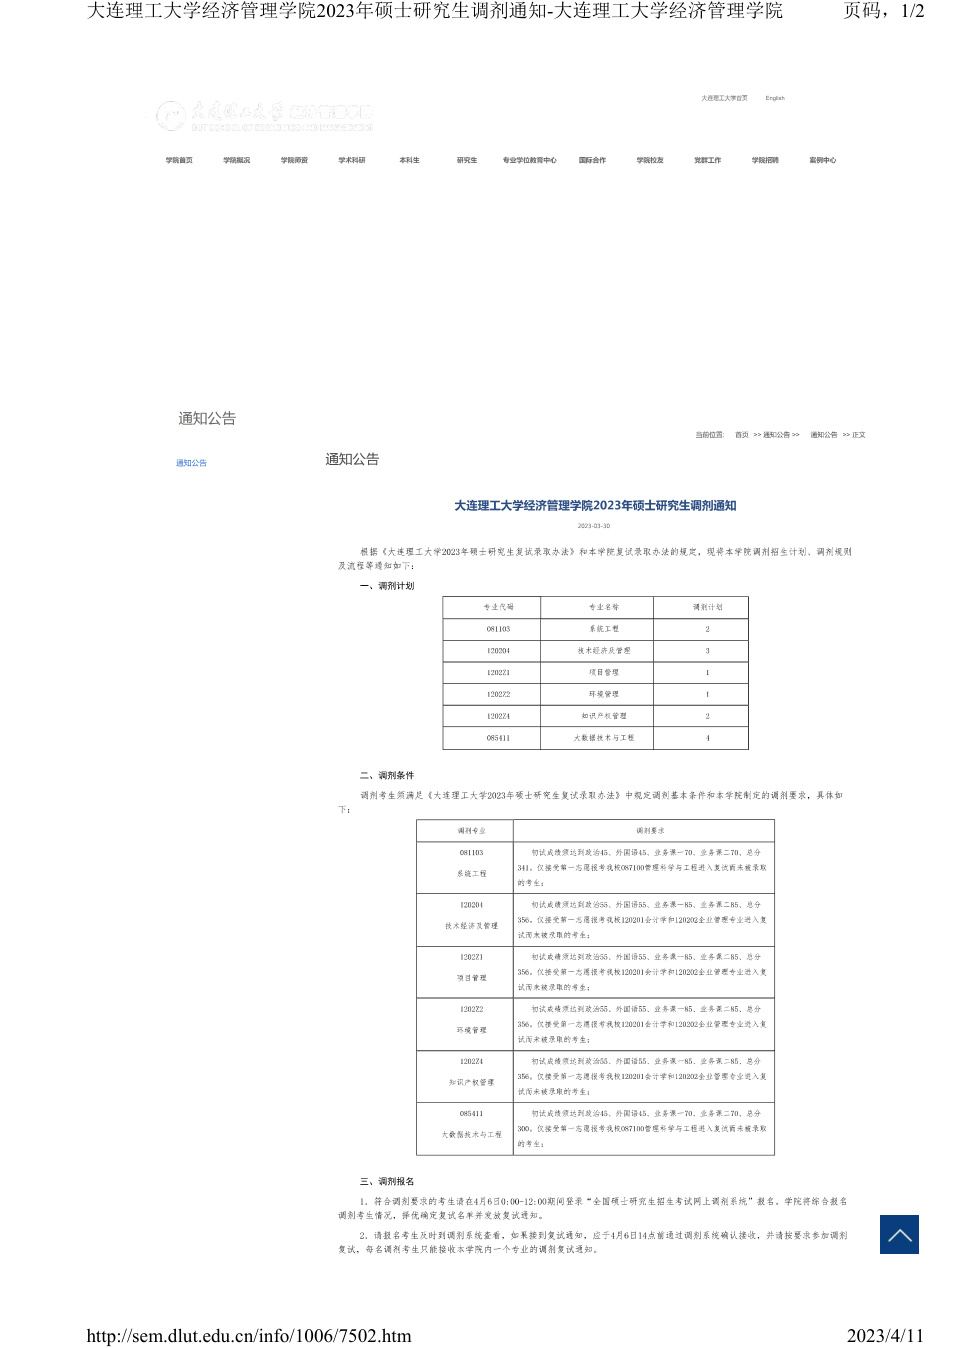 大连理工大学经济管理学院2023年硕士研究生调剂通知-大连理工大学经济管理学院 页码，1/2
大连理工大学首页 English
大连理工大学 经济管理学院
学院首页 学院概况 学院师资 学术科研 本科生 研究生 专业学位教育中心 国际合作 学院校友 党群工作 学院招聘 案例中心
通知公告
当前位置: 首页 >> 通知公告 >> 通知公告 >> 正文
通知公告
通知公告
大连理工大学经济管理学院2023年硕士研究生调剂通知
2023-03-30
根据《大连理工大学2023年硕士研究生复试录取办法》和本学院复试录取办法的规定，现将本学院调剂招生计划、调剂规则
及流程等通知如下：
一、调剂计划
专业代码 专业名称 调剂计划
081103 系统工程 2
120204 技术经济及管理 3
1202Z1 项目管理 1
1202Z2 环境管理 1
1202Z4 知识产权管理 2
085411 大数据技术与工程 4
二、调剂条件
调剂考生须满足《大连理工大学2023年硕士研究生复试录取办法》中规定调剂基本条件和本学院制定的调剂要求，具体如
下：
调剂专业 调剂要求
081103
系统工程
初试成绩须达到政治45、外国语45、业务课一70、业务课二70、总分
341。仅接受第一志愿报考我校087100管理科学与工程进入复试而未被录取
的考生；
120204
技术经济及管理
初试成绩须达到政治55、外国语55、业务课一85、业务课二85、总分
356。仅接受第一志愿报考我校120201会计学和120202企业管理专业进入复
试而未被录取的考生；
1202Z1
项目管理
初试成绩须达到政治55、外国语55、业务课一85、业务课二85、总分
356。仅接受第一志愿报考我校120201会计学和120202企业管理专业进入复
试而未被录取的考生；
1202Z2
环境管理
初试成绩须达到政治55、外国语55、业务课一85、业务课二85、总分
356。仅接受第一志愿报考我校120201会计学和120202企业管理专业进入复
试而未被录取的考生；
1202Z4
知识产权管理
初试成绩须达到政治55、外国语55、业务课一85、业务课二85、总分
356。仅接受第一志愿报考我校120201会计学和120202企业管理专业进入复
试而未被录取的考生；
085411
大数据技术与工程
初试成绩须达到政治45、外国语45、业务课一70、业务课二70、总分
300。仅接受第一志愿报考我校087100管理科学与工程进入复试而未被录取
的考生；
三、调剂报名
1、符合调剂要求的考生请在4月6日0:00-12:00期间登录“全国硕士研究生招生考试网上调剂系统”报名。学院将综合报名
调剂考生情况，择优确定复试名单并发放复试通知。
2、请报名考生及时到调剂系统查看，如果接到复试通知，应于4月6日14点前通过调剂系统确认接收，并请按要求参加调剂
复试，每名调剂考生只能接收本学院内一个专业的调剂复试通知。
http://sem.dlut.edu.cn/info/1006/7502.htm 2023/4/11